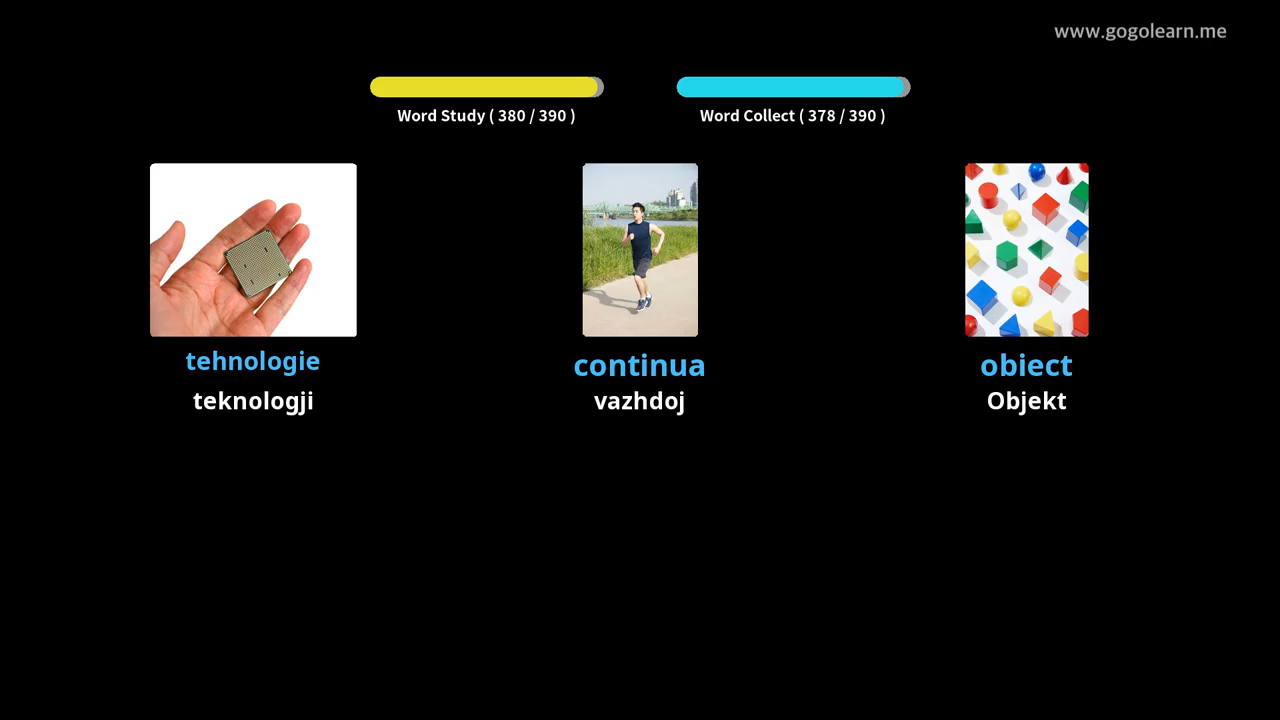 www.gogolearn.me
Word Study ( 380 / 390 )
Word Collect ( 378 / 390 )
tehnologie
teknologji
continua
vazhdoj
obiect
Objekt